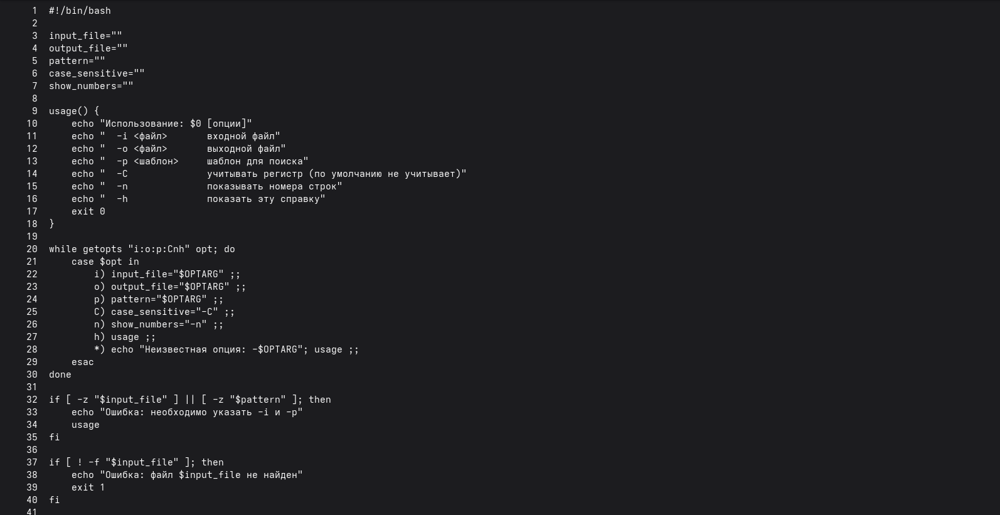 1 #!/bin/bash
2
3 input_file=""
4 output_file=""
5 pattern=""
6 case_sensitive=""
7 show_numbers=""
8
9 usage() {
10     echo "Использование: $0 [опции]"
11     echo "  -i <файл>       входной файл"
12     echo "  -o <файл>       выходной файл"
13     echo "  -p <шаблон>     шаблон для поиска"
14     echo "  -C              учитывать регистр (по умолчанию не учитывает)"
15     echo "  -n              показывать номера строк"
16     echo "  -h              показать эту справку"
17     exit 0
18 }
19
20 while getopts "i:o:p:Cnh" opt; do
21     case $opt in
22         i) input_file="$OPTARG" ;;
23         o) output_file="$OPTARG" ;;
24         p) pattern="$OPTARG" ;;
25         C) case_sensitive="-C" ;;
26         n) show_numbers="-n" ;;
27         h) usage ;;
28         *) echo "Неизвестная опция: -$OPTARG"; usage ;;
29     esac
30 done
31
32 if [ -z "$input_file" ] || [ -z "$pattern" ]; then
33     echo "Ошибка: необходимо указать -i и -p"
34     usage
35 fi
36
37 if [ ! -f "$input_file" ]; then
38     echo "Ошибка: файл $input_file не найден"
39     exit 1
40 fi
41